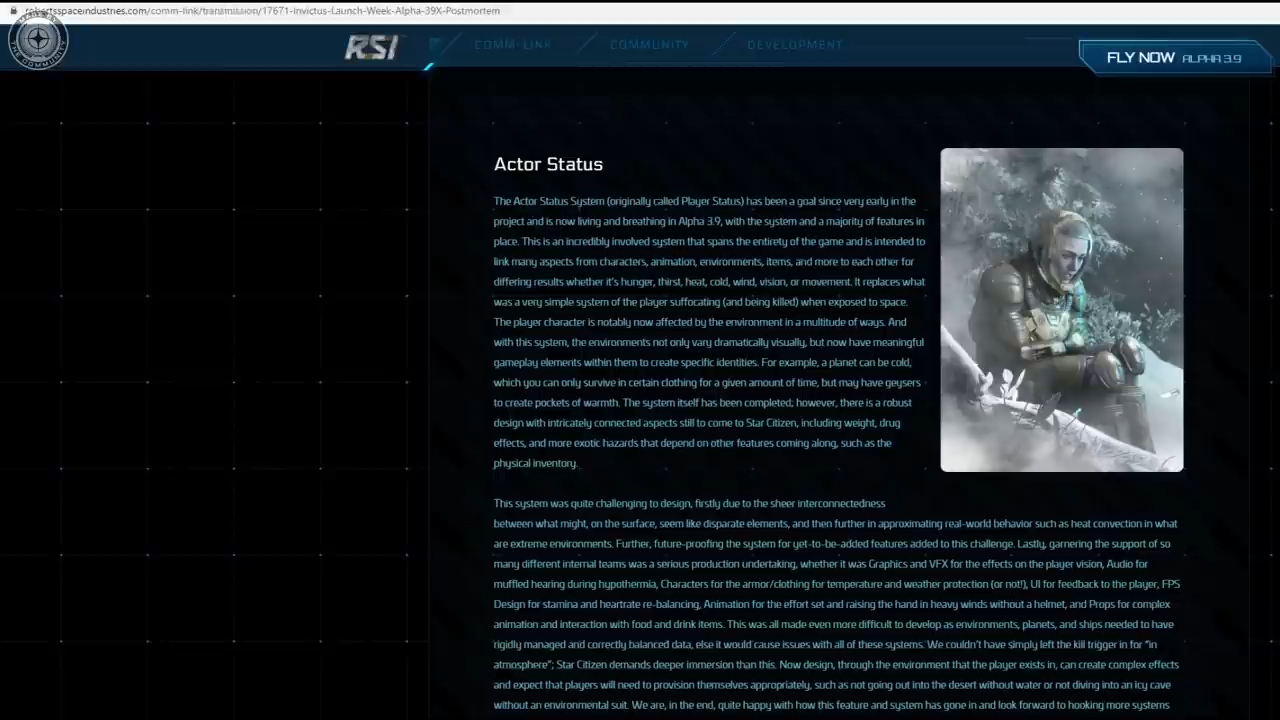 robertsspaceindustries.com/comm-link/transmission/17671-Invictus-Launch-Week-Alpha-39X-Postmortem
MADE BY THE COMMUNITY
RSI
COMM-LINK
COMMUNITY
DEVELOPMENT
FLY NOW ALPHA 3.9
Actor Status
The Actor Status System (originally called Player Status) has been a goal since very early in the
project and is now living and breathing in Alpha 3.9, with the system and a majority of features in
place. This is an incredibly involved system that spans the entirety of the game and is intended to
link many aspects from characters, animation, environments, items, and more to each other for
differing results whether it's hunger, thirst, heat, cold, wind, vision, or movement. It replaces what
was a very simple system of the player suffocating (and being killed) when exposed to space.
The player character is notably now affected by the environment in a multitude of ways. And
with this system, the environments not only vary dramatically visually, but now have meaningful
gameplay elements within them to create specific identities. For example, a planet can be cold,
which you can only survive in certain clothing for a given amount of time, but may have geysers
to create pockets of warmth. The system itself has been completed; however, there is a robust
design with intricately connected aspects still to come to Star Citizen, including weight, drug
effects, and more exotic hazards that depend on other features coming along, such as the
physical inventory.
This system was quite challenging to design, firstly due to the sheer interconnectedness
between what might, on the surface, seem like disparate elements, and then further in approximating real-world behavior such as heat convection in what
are extreme environments. Further, future-proofing the system for yet-to-be-added features added to this challenge. Lastly, garnering the support of so
many different internal teams was a serious production undertaking, whether it was Graphics and VFX for the effects on the player vision, Audio for
muffled hearing during hypothermia, Characters for the armor/clothing for temperature and weather protection (or not!), UI for feedback to the player, FPS
Design for stamina and heartrate re-balancing, Animation for the effort set and raising the hand in heavy winds without a helmet, and Props for complex
animation and interaction with food and drink items. This was all made even more difficult to develop as environments, planets, and ships needed to have
rigidly managed and correctly balanced data, else it would cause issues with all of these systems. We couldn't have simply left the kill trigger in for "in
atmosphere"; Star Citizen demands deeper immersion than this. Now design, through the environment that the player exists in, can create complex effects
and expect that players will need to provision themselves appropriately, such as not going out into the desert without water or not diving into an icy cave
without an environmental suit. We are, in the end, quite happy with how this feature and system has gone in and look forward to hooking more systems